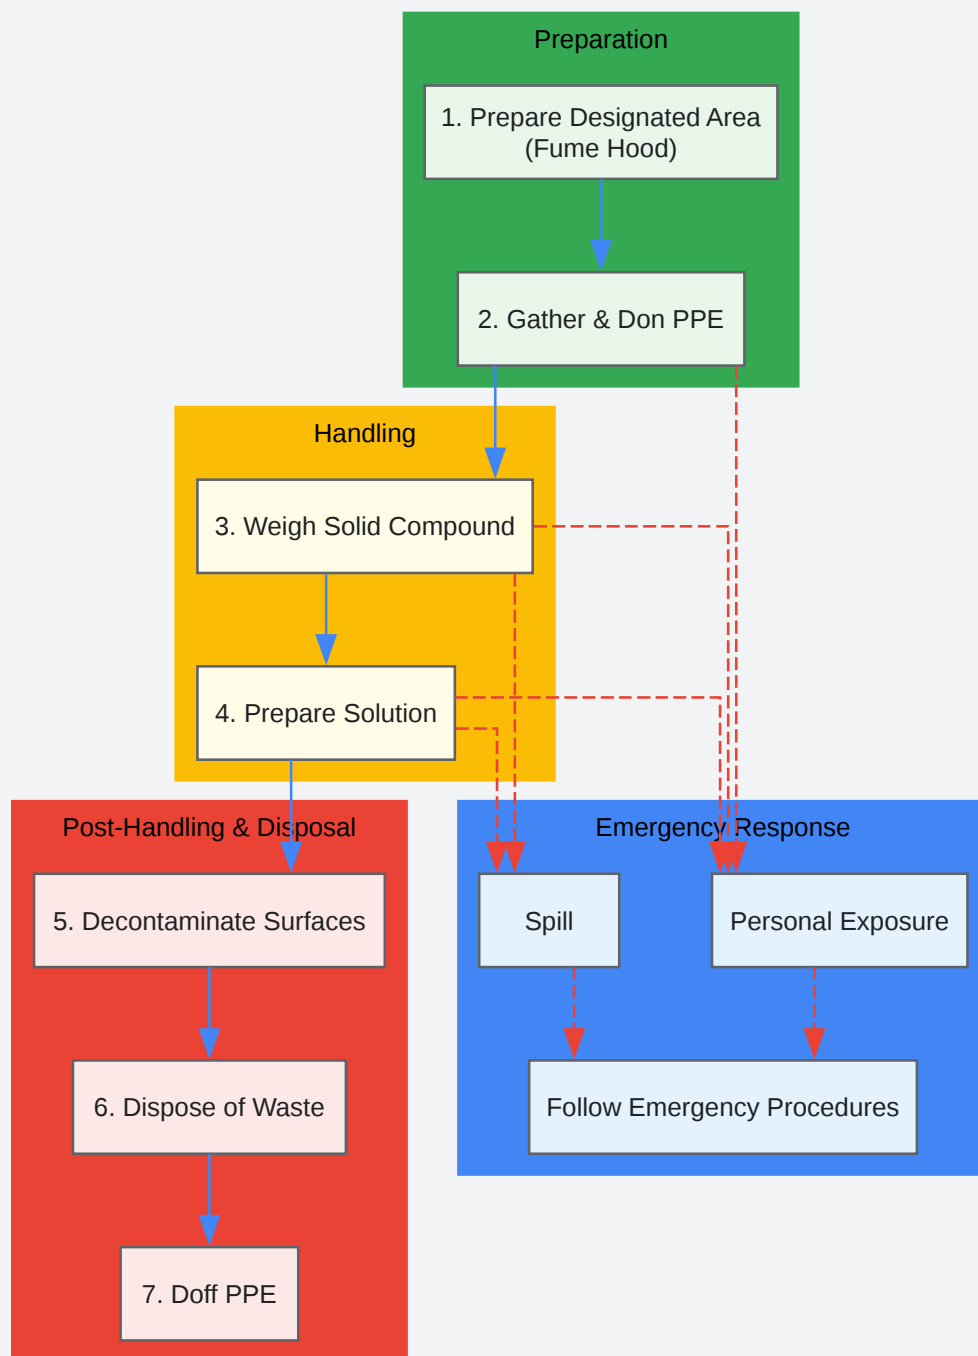 Preparation
1. Prepare Designated Area
(Fume Hood)
2. Gather & Don PPE
Handling
3. Weigh Solid Compound
4. Prepare Solution
Post-Handling & Disposal
5. Decontaminate Surfaces
6. Dispose of Waste
7. Doff PPE
Emergency Response
Spill
Personal Exposure
Follow Emergency Procedures